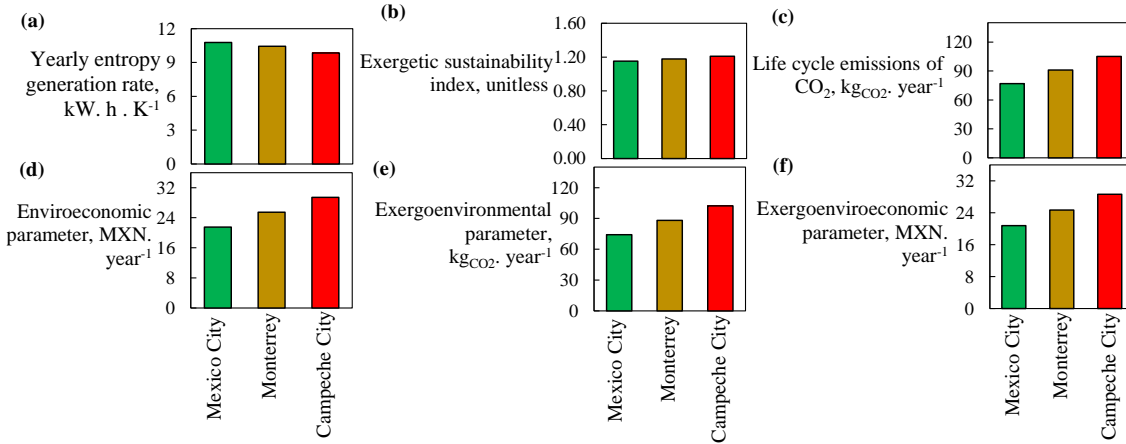 (a)
Yearly entropy
generation rate,
kW. h . K⁻¹
12
9
6
3
0
(b)
Exergetic sustainability
index, unitless
1.60
1.20
0.80
0.40
0.00
(c)
Life cycle emissions of
CO₂, kg_CO₂. year⁻¹
120
90
60
30
0
(d)
Enviroeconomic
parameter, MXN.
year⁻¹
32
24
16
8
0
Mexico City
Monterrey
Campeche City
(e)
Exergoenvironmental
parameter,
kg_CO₂. year⁻¹
120
90
60
30
0
Mexico City
Monterrey
Campeche City
(f)
Exergoenviroeconomic
parameter, MXN.
year⁻¹
32
24
16
8
0
Mexico City
Monterrey
Campeche City